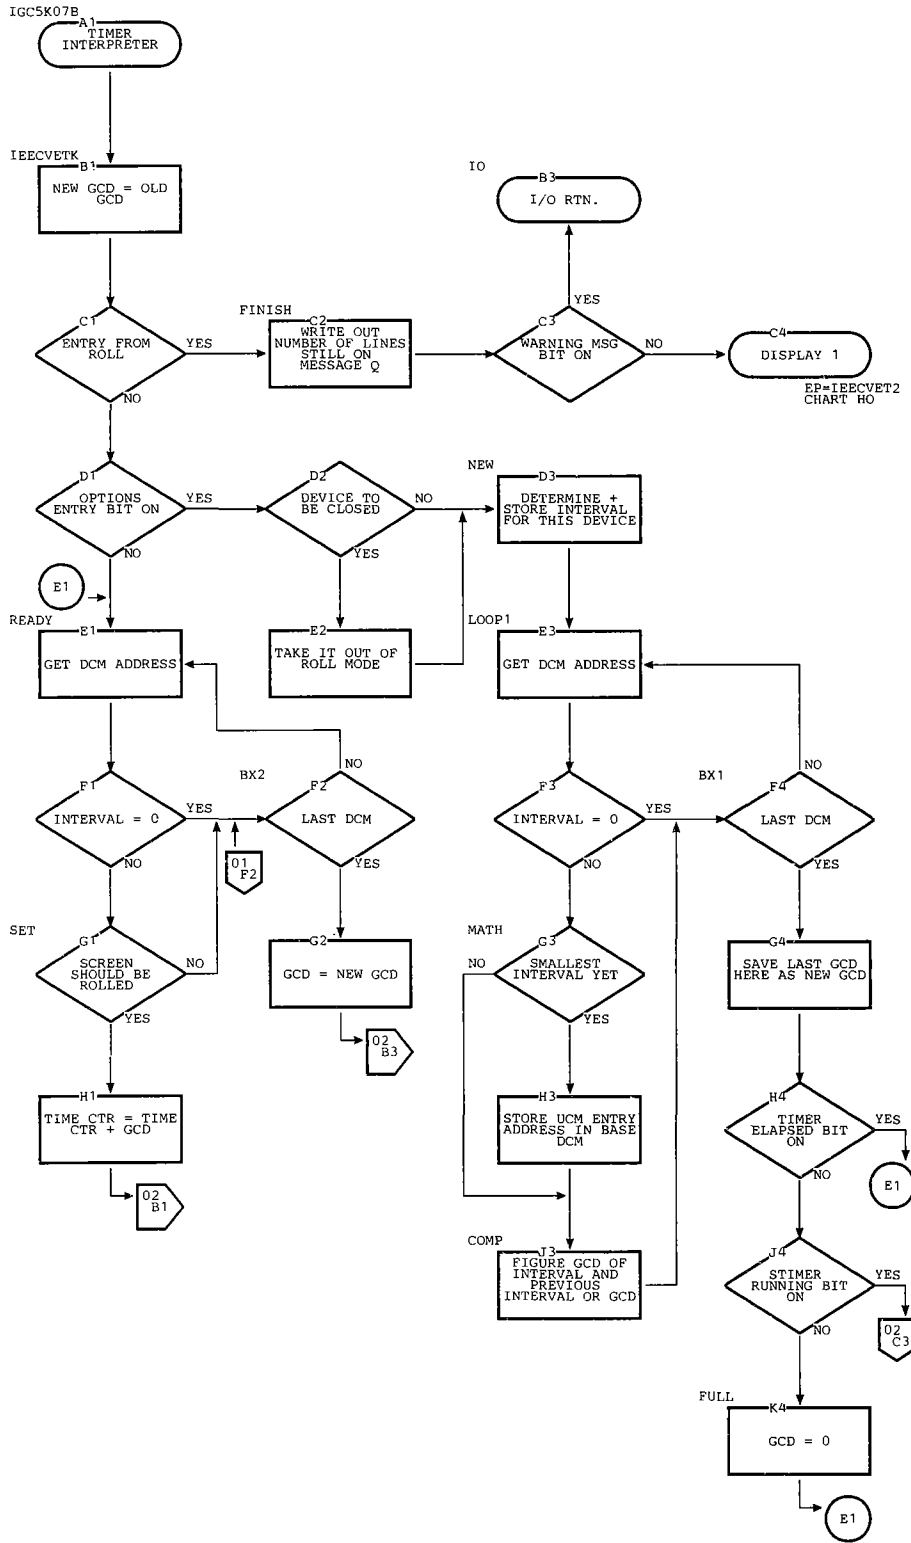 IGC5K07B
A1
TIMER
INTERPRETER
IEECVETK
B1
NEW GCD = OLD
GCD
IO
B3
I/O RTN.
C1
ENTRY FROM
ROLL
YES
NO
FINISH
C2
WRITE OUT
NUMBER OF LINES
STILL ON
MESSAGE Q
C3
WARNING MSG
BIT ON
YES
NO
C4
DISPLAY 1
EP=IEECVET2
CHART HO
D1
OPTIONS
ENTRY BIT ON
YES
NO
D2
DEVICE TO
BE CLOSED
NO
YES
NEW
D3
DETERMINE +
STORE INTERVAL
FOR THIS DEVICE
E1
READY
E1
GET DCM ADDRESS
E2
TAKE IT OUT OF
ROLL MODE
LOOP1
E3
GET DCM ADDRESS
F1
INTERVAL = 0
YES
NO
BX2
F2
LAST DCM
NO
YES
01
F2
F3
INTERVAL = 0
YES
NO
BX1
F4
LAST DCM
NO
YES
SET
G1
SCREEN
SHOULD BE
ROLLED
NO
YES
G2
GCD = NEW GCD
02
B3
MATH
G3
SMALLEST
INTERVAL YET
NO
YES
G4
SAVE LAST GCD
HERE AS NEW GCD
H1
TIME CTR = TIME
CTR + GCD
02
B1
H3
STORE UCM ENTRY
ADDRESS IN BASE
DCM
H4
TIMER
ELAPSED BIT
ON
YES
NO
E1
COMP
J3
FIGURE GCD OF
INTERVAL AND
PREVIOUS
INTERVAL OR GCD
J4
STIMER
RUNNING BIT
ON
YES
NO
02
C3
FULL
K4
GCD = 0
E1